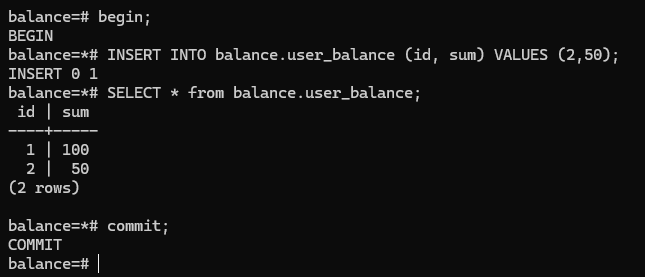 balance=# begin;
BEGIN
balance=*# INSERT INTO balance.user_balance (id, sum) VALUES (2,50);
INSERT 0 1
balance=*# SELECT * from balance.user_balance;
 id | sum
----+-----
  1 | 100
  2 |  50
(2 rows)

balance=*# commit;
COMMIT
balance=#